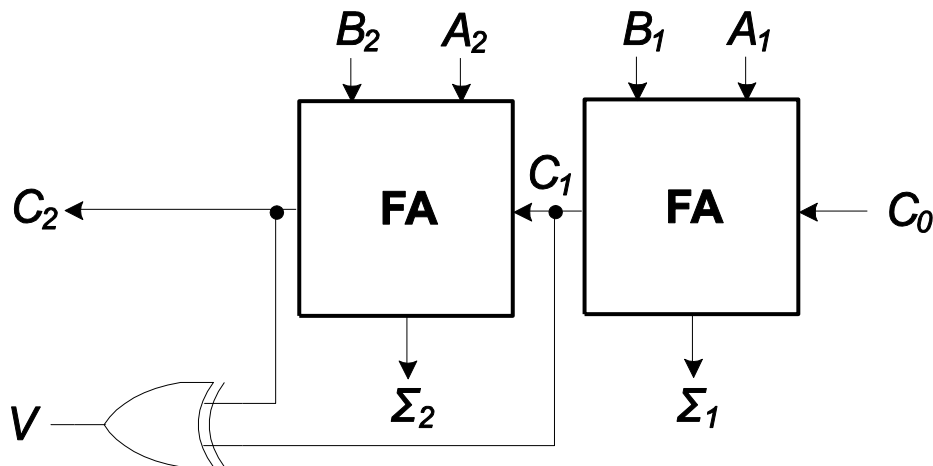 B₂ A₂ B₁ A₁
C₂ FA C₁ FA C₀
Σ₂ Σ₁
V